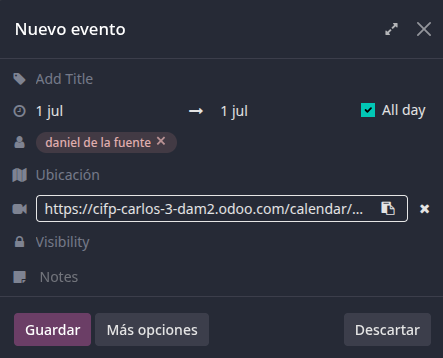 Nuevo evento
Add Title
1 jul → 1 jul All day
daniel de la fuente ×
Ubicación
https://cifp-carlos-3-dam2.odoo.com/calendar/...
Visibility
Notes
Guardar Más opciones Descartar